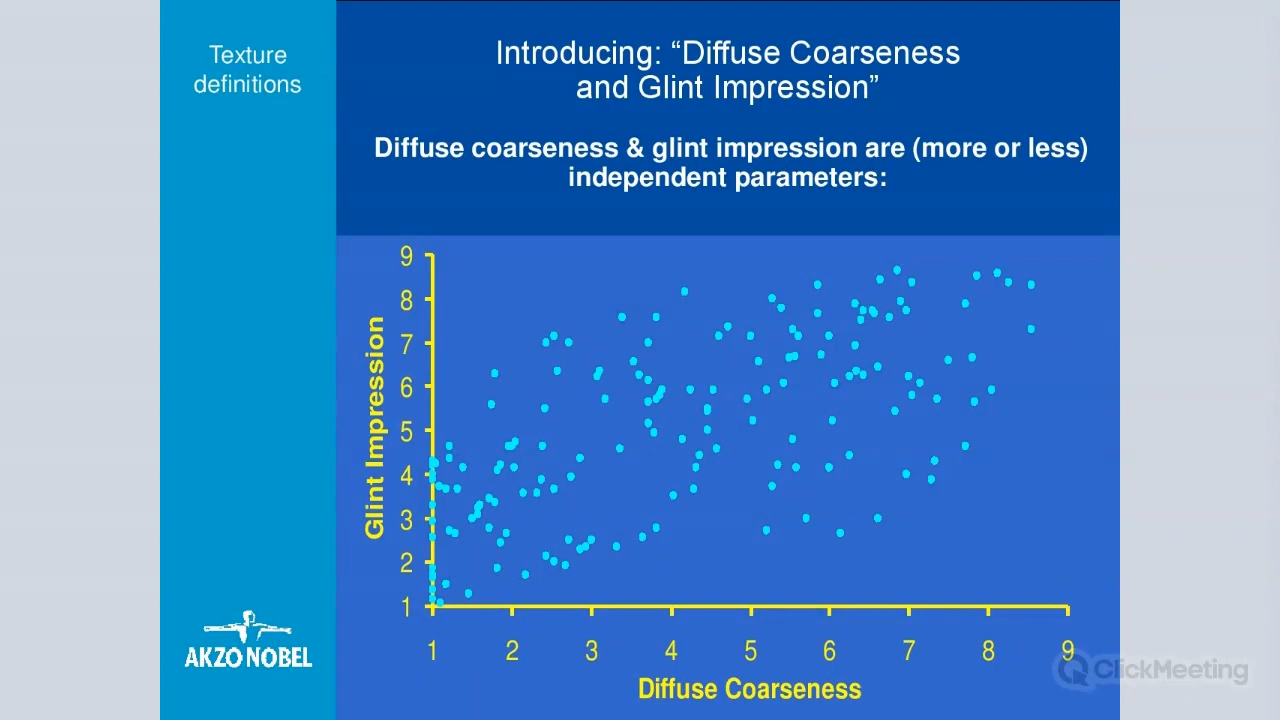 Texture
definitions
Introducing: “Diffuse Coarseness
and Glint Impression”
Diffuse coarseness & glint impression are (more or less)
independent parameters:
9
8
7
6
5
4
3
2
1
Glint Impression
1 2 3 4 5 6 7 8 9
Diffuse Coarseness
AKZO NOBEL
ClickMeeting